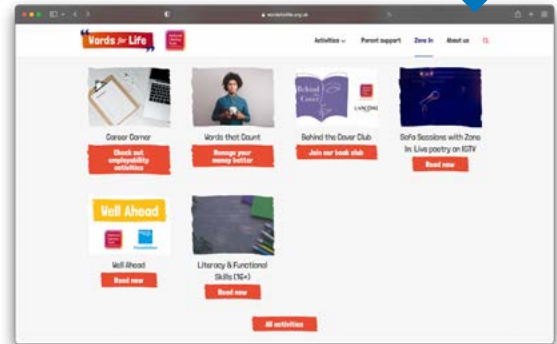 wordsforlife.org.uk
Words for Life
Activities
Parent support
Zone In
About us
Career Corner
Check out
employability
activities
Words that Count
Manage your
money better
Behind
the
Cover
Behind the Cover Club
Join our book club
SoFa Sessions with Zone
In: Live poetry on IGTV
Read now
Well Ahead
Well Ahead
Read now
Literacy & Functional
Skills (16+)
Read now
All activities